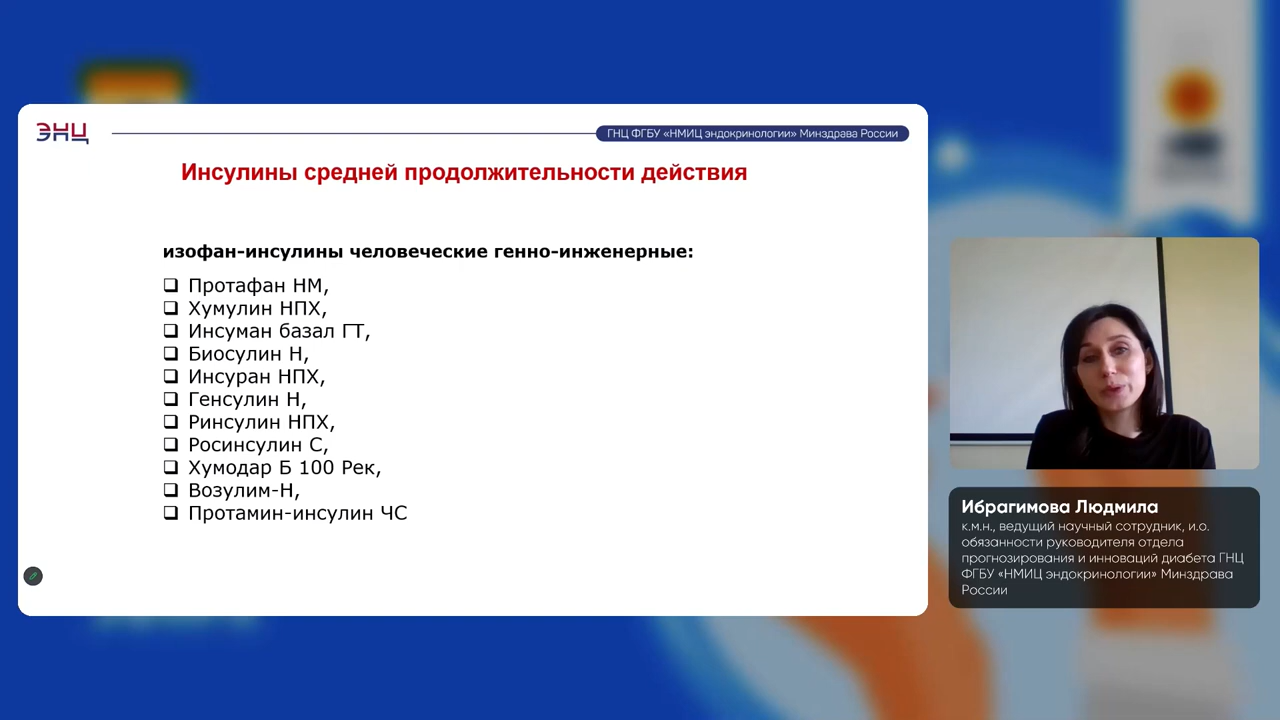 ЭНЦ
ГНЦ ФГБУ «НМИЦ эндокринологии» Минздрава России
Инсулины средней продолжительности действия
изофан-инсулины человеческие генно-инженерные:
❑ Протафан НМ,
❑ Хумулин НПХ,
❑ Инсуман базал ГТ,
❑ Биосулин Н,
❑ Инсуран НПХ,
❑ Генсулин Н,
❑ Ринсулин НПХ,
❑ Росинсулин С,
❑ Хумодар Б 100 Рек,
❑ Возулим-Н,
❑ Протамин-инсулин ЧС
Ибрагимова Людмила
к.м.н., ведущий научный сотрудник, и.о.
обязанности руководителя отдела
прогнозирования и инноваций диабета ГНЦ
ФГБУ «НМИЦ эндокринологии» Минздрава
России